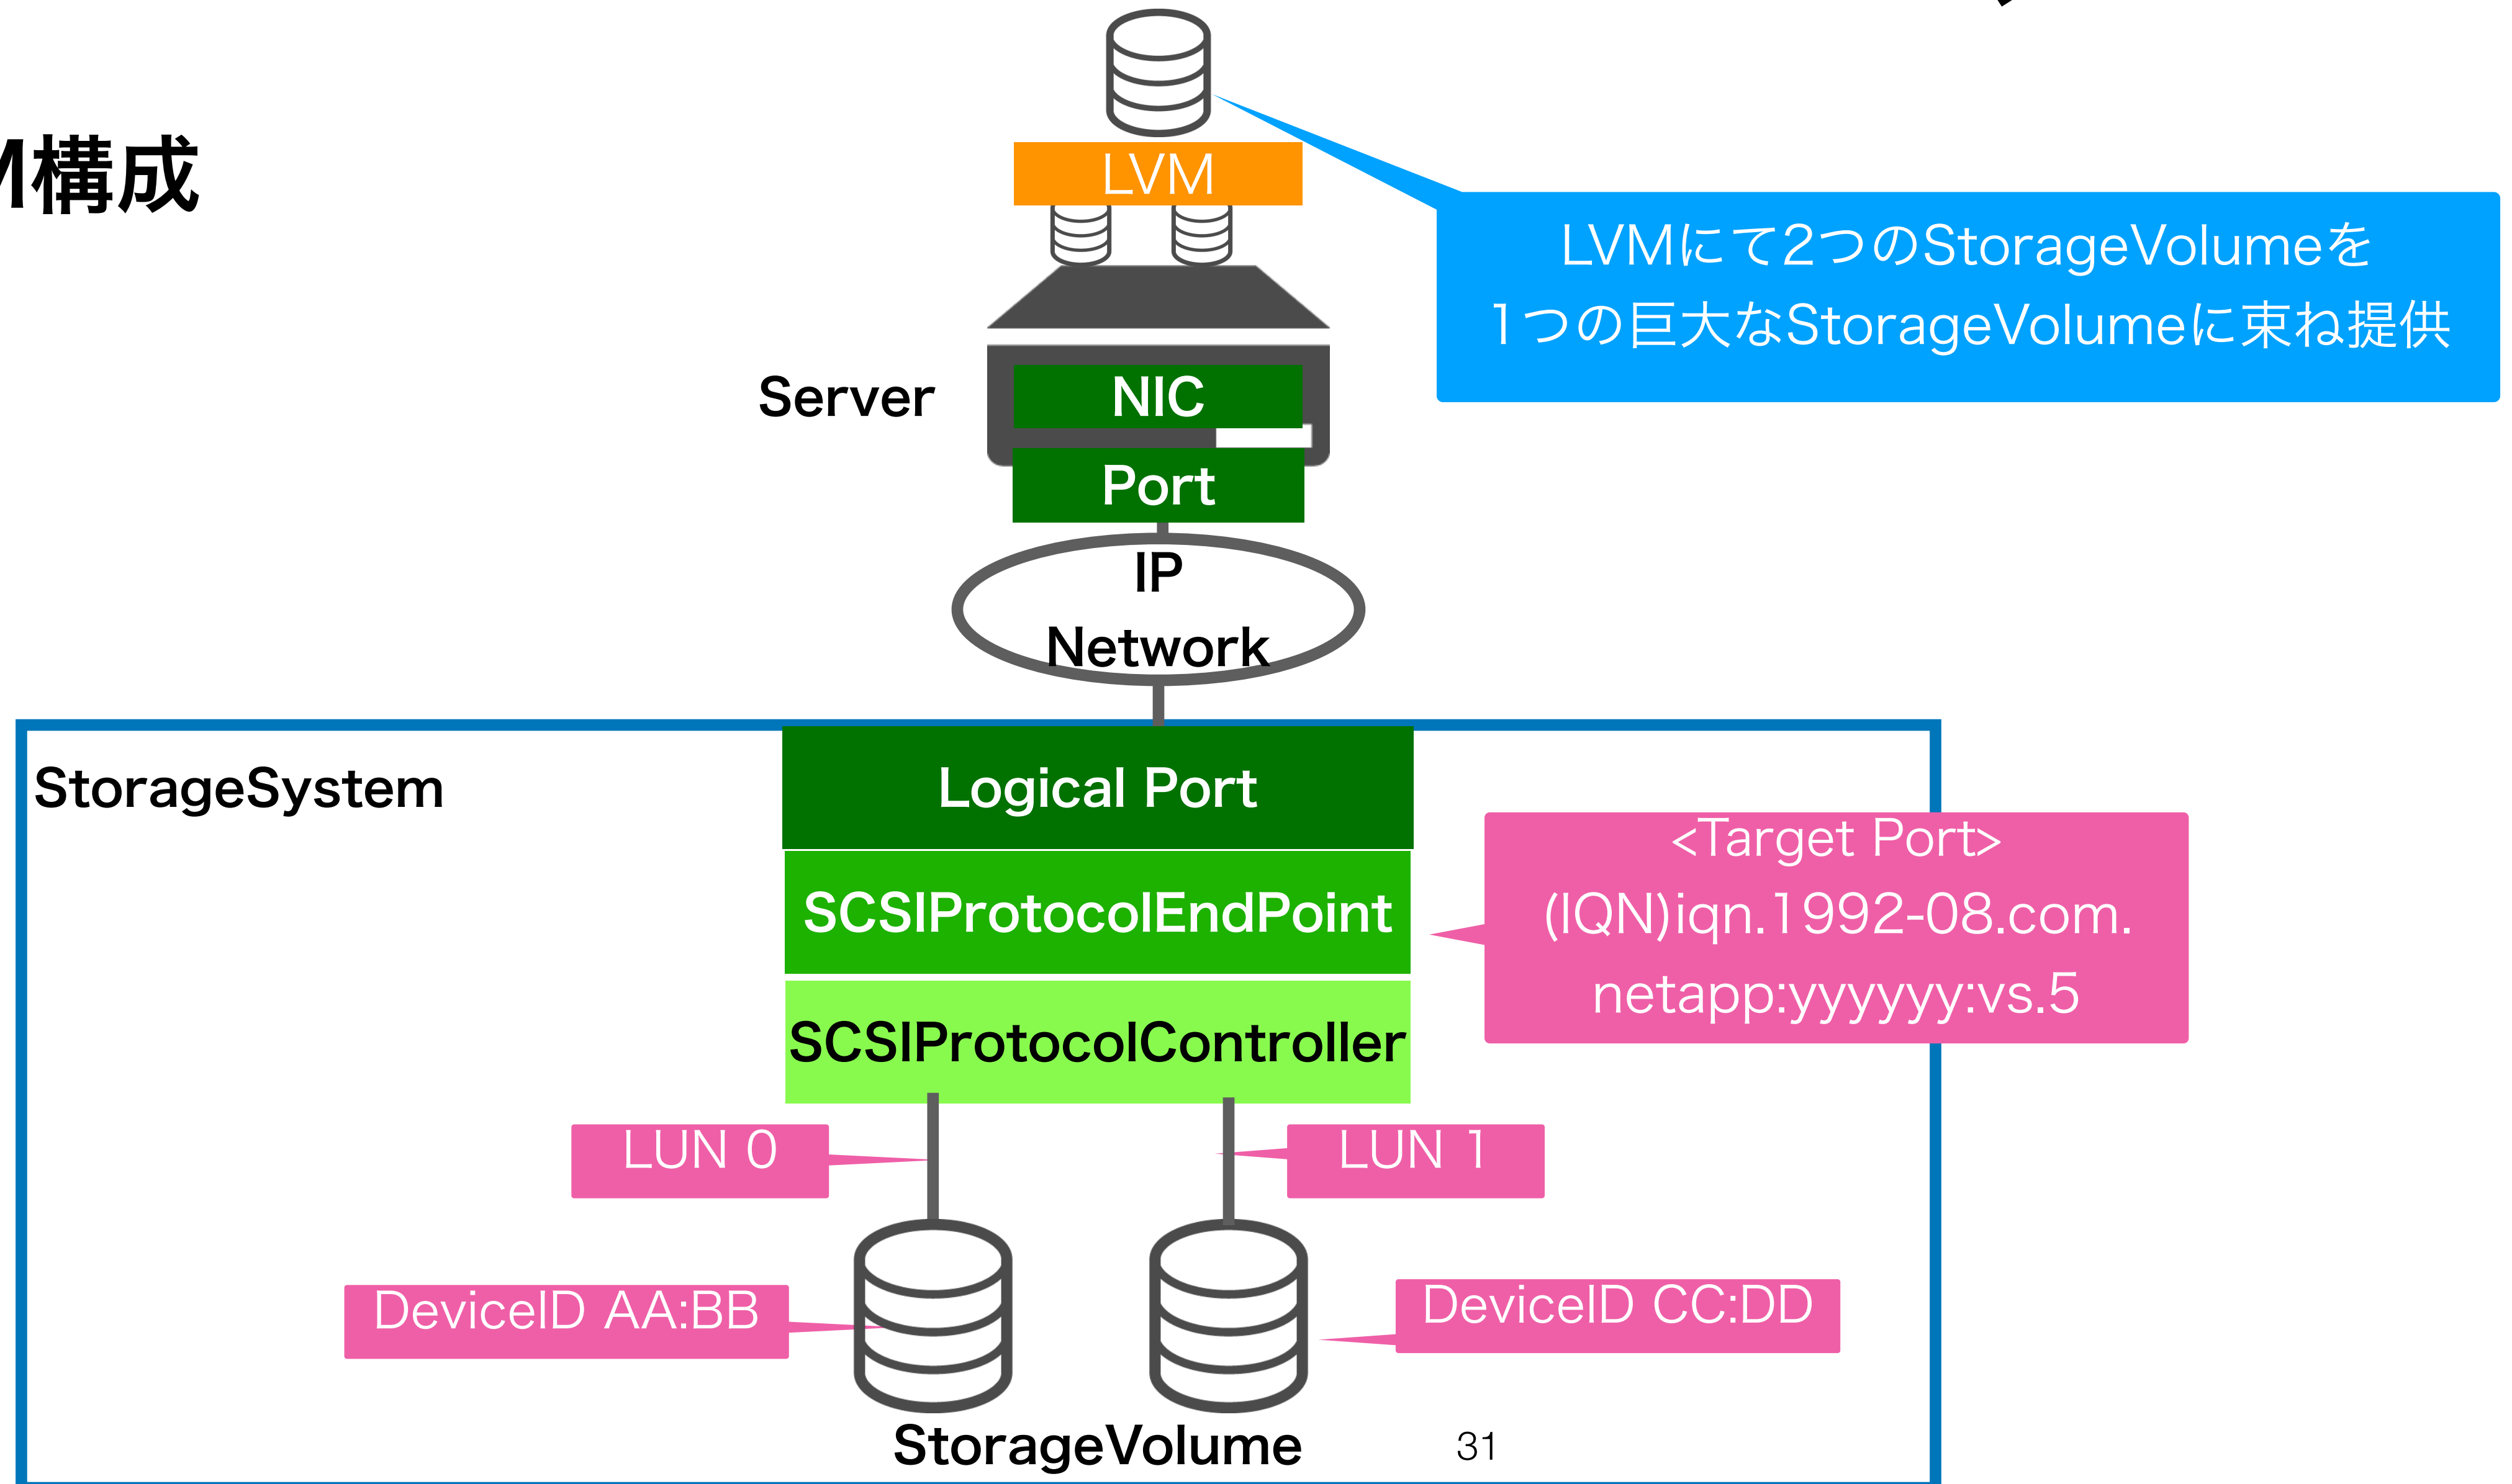 構成
LVM
LVMにて2つのStorageVolumeを
1つの巨大なStorageVolumeに束ね提供
Server
NIC
Port
IP
Network
StorageSystem
Logical Port
SCSIProtocolEndPoint
SCSIProtocolController
<Target Port>
(IQN)iqn.1992-08.com.
netapp:yyyyyy:vs.5
LUN 0
LUN 1
DeviceID AA:BB
DeviceID CC:DD
StorageVolume
31